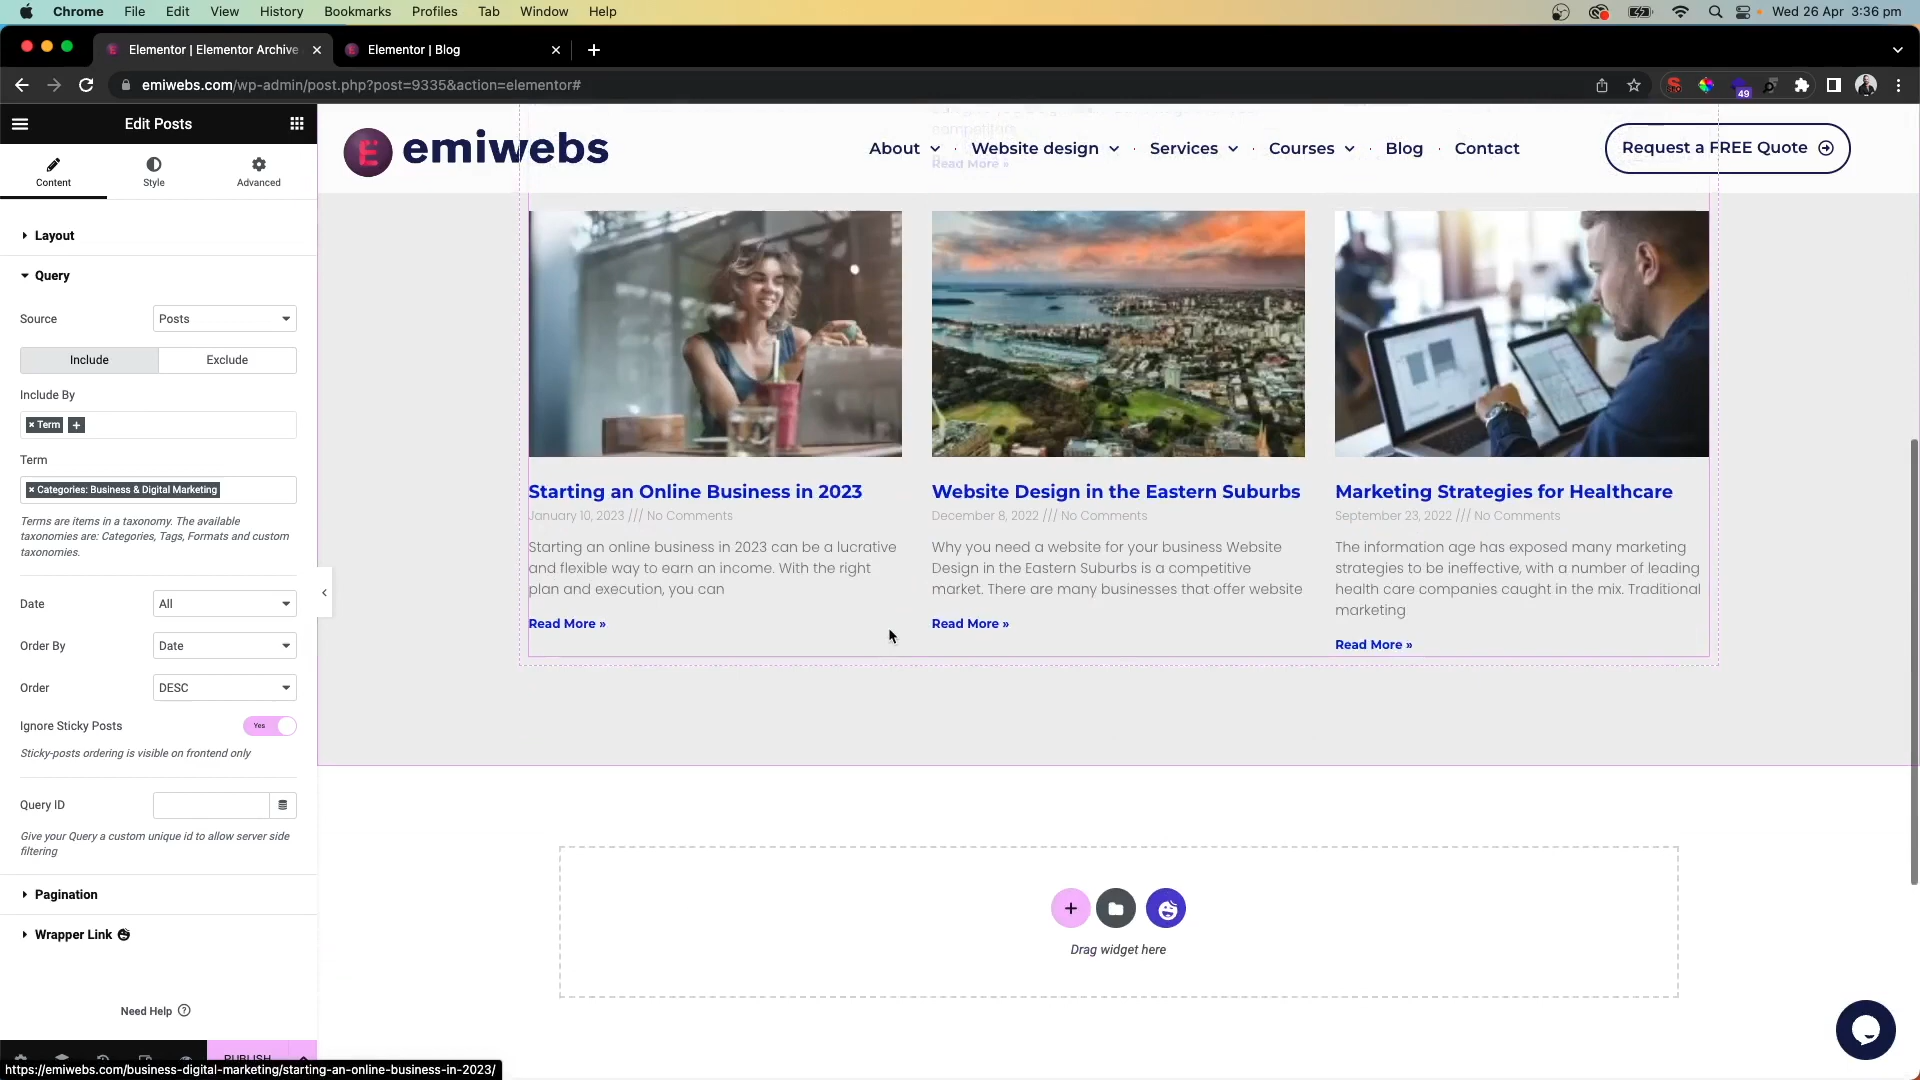 Chrome File Edit View History Bookmarks Profiles Tab Window Help Wed 26 Apr 3:36 pm
Elementor | Elementor Archive
Elementor | Blog
emiwebs.com/wp-admin/post.php?post=9335&action=elementor#
49
Edit Posts
Content
Style
Advanced
Layout
Query
Source
Posts
Include
Exclude
Include By
× Term
+
Term
× Categories: Business & Digital Marketing
Terms are items in a taxonomy. The available
taxonomies are: Categories, Tags, Formats and custom
taxonomies.
Date
All
Order By
Date
Order
DESC
Ignore Sticky Posts
Yes
Sticky-posts ordering is visible on frontend only
Query ID
Give your Query a custom unique id to allow server side
filtering
Pagination
Wrapper Link
Need Help
PUBLISH
https://emiwebs.com/business-digital-marketing/starting-an-online-business-in-2023/
emiwebs
About
Website design
Services
Courses
Blog
Contact
Request a FREE Quote
Read More »
Starting an Online Business in 2023
January 10, 2023 /// No Comments
Starting an online business in 2023 can be a lucrative
and flexible way to earn an income. With the right
plan and execution, you can
Read More »
Website Design in the Eastern Suburbs
December 8, 2022 /// No Comments
Why you need a website for your business Website
Design in the Eastern Suburbs is a competitive
market. There are many businesses that offer website
Read More »
Marketing Strategies for Healthcare
September 23, 2022 /// No Comments
The information age has exposed many marketing
strategies to be ineffective, with a number of leading
health care companies caught in the mix. Traditional
marketing
Read More »
Drag widget here